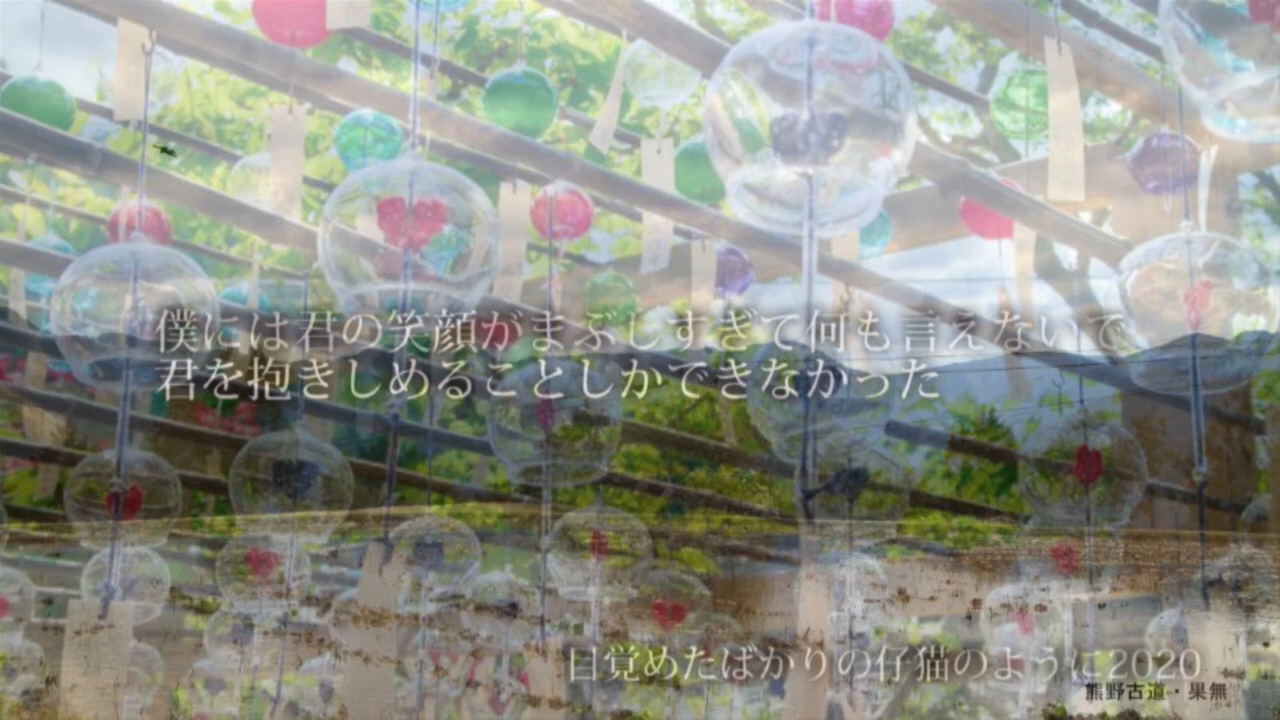 僕には君の笑顔がまぶしすぎて何も言えないで
君を抱きしめることしかできなかった
目覚めたばかりの仔猫のように2020
熊野古道・果無